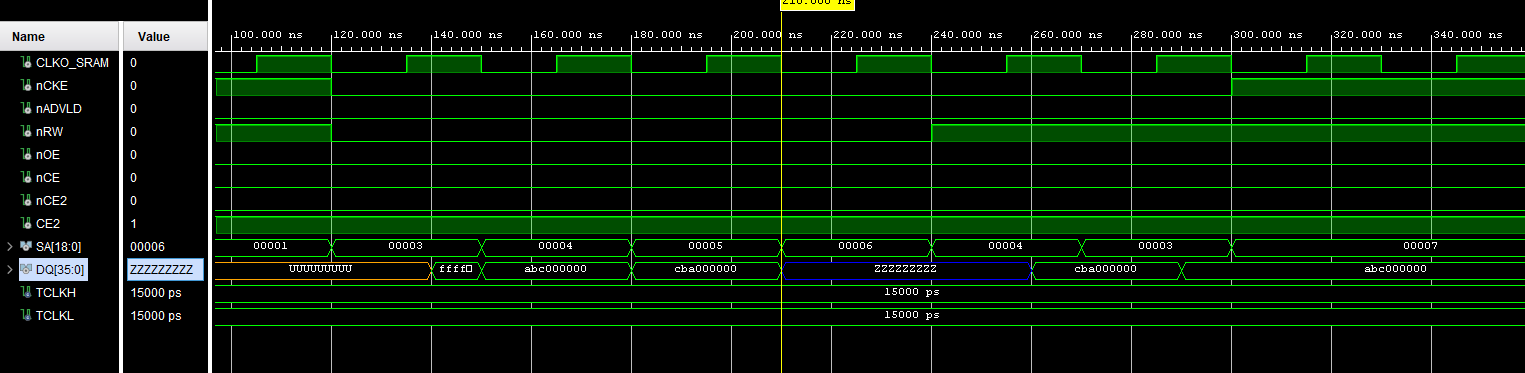 210.000 ns
Name Value
100.000 ns 120.000 ns 140.000 ns 160.000 ns 180.000 ns 200.000 ns 220.000 ns 240.000 ns 260.000 ns 280.000 ns 300.000 ns 320.000 ns 340.000 ns
CLKO_SRAM 0
nCKE 0
nADVLD 0
nRW 0
nOE 0
nCE 0
nCE2 0
CE2 1
SA[18:0] 00006 00001 00003 00004 00005 00006 00004 00003 00007
DQ[35:0] ZZZZZZZZZ UUUUUUUUU ffff abc000000 cba000000 ZZZZZZZZZ cba000000 abc000000
TCLKH 15000 ps 15000 ps
TCLKL 15000 ps 15000 ps